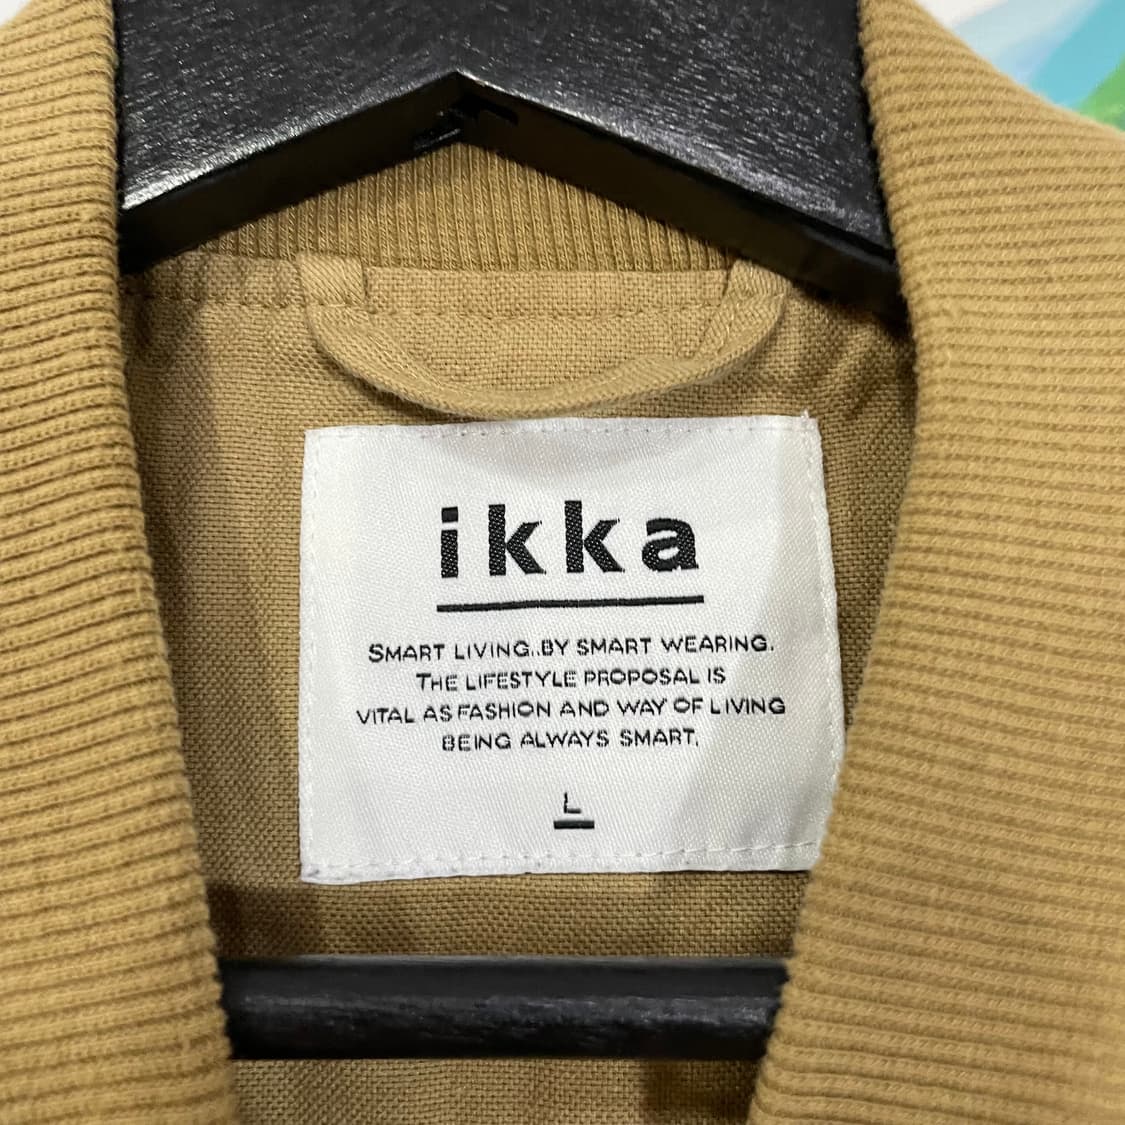 ikka
SMART LIVING..BY SMART WEARING.
THE LIFESTYLE PROPOSAL IS
VITAL AS FASHION AND WAY OF LIVING
BEING ALWAYS SMART.
L